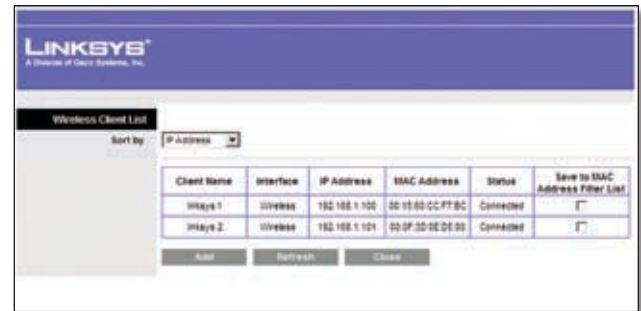 LINKSYS®
A Division of Cisco Systems, Inc.
Wireless Client List
Sort by IP Address
Client Name Interface IP Address MAC Address Status Save to MAC Address Filter List
Wireless 192.168.1.100 Connected
Wireless 192.168.1.101 Connected
Add Refresh Close